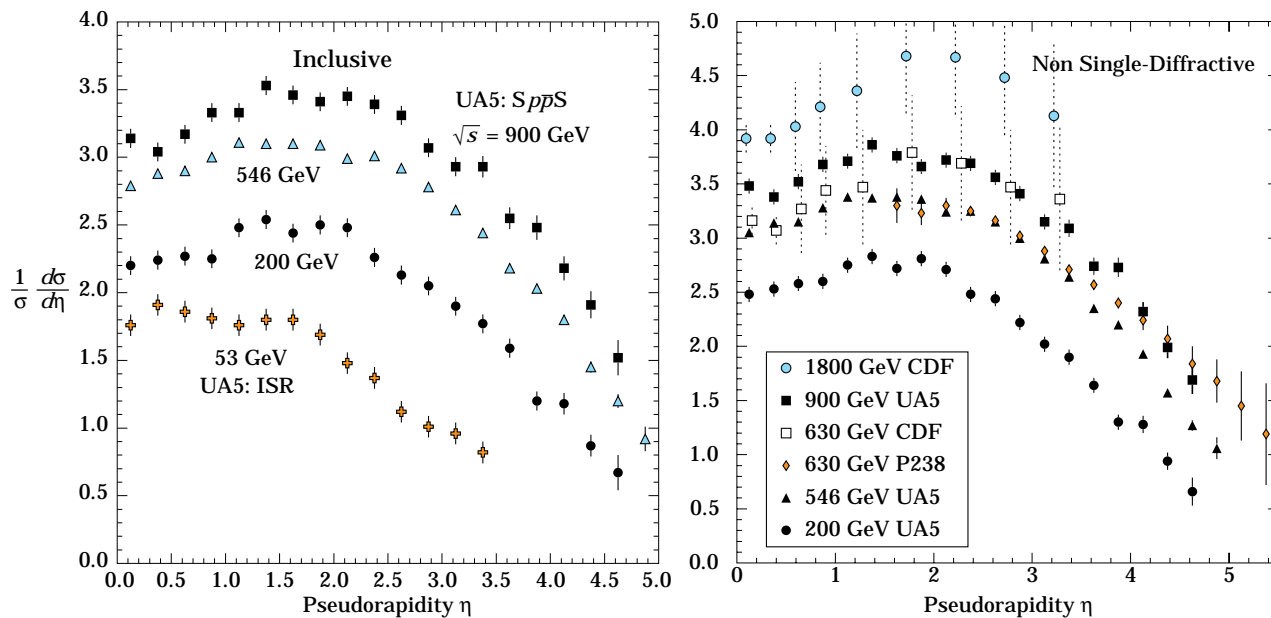 Inclusive
UA5: Spp̅S
√s = 900 GeV
546 GeV
200 GeV
53 GeV
UA5: ISR
1/σ dσ/dη
4.0
3.5
3.0
2.5
2.0
1.5
1.0
0.5
0.0
0.0 0.5 1.0 1.5 2.0 2.5 3.0 3.5 4.0 4.5 5.0
Pseudorapidity η
Non Single-Diffractive
5.0
4.5
4.0
3.5
3.0
2.5
2.0
1.5
1.0
0.5
0.0
1800 GeV CDF
900 GeV UA5
630 GeV CDF
630 GeV P238
546 GeV UA5
200 GeV UA5
0 1 2 3 4 5
Pseudorapidity η